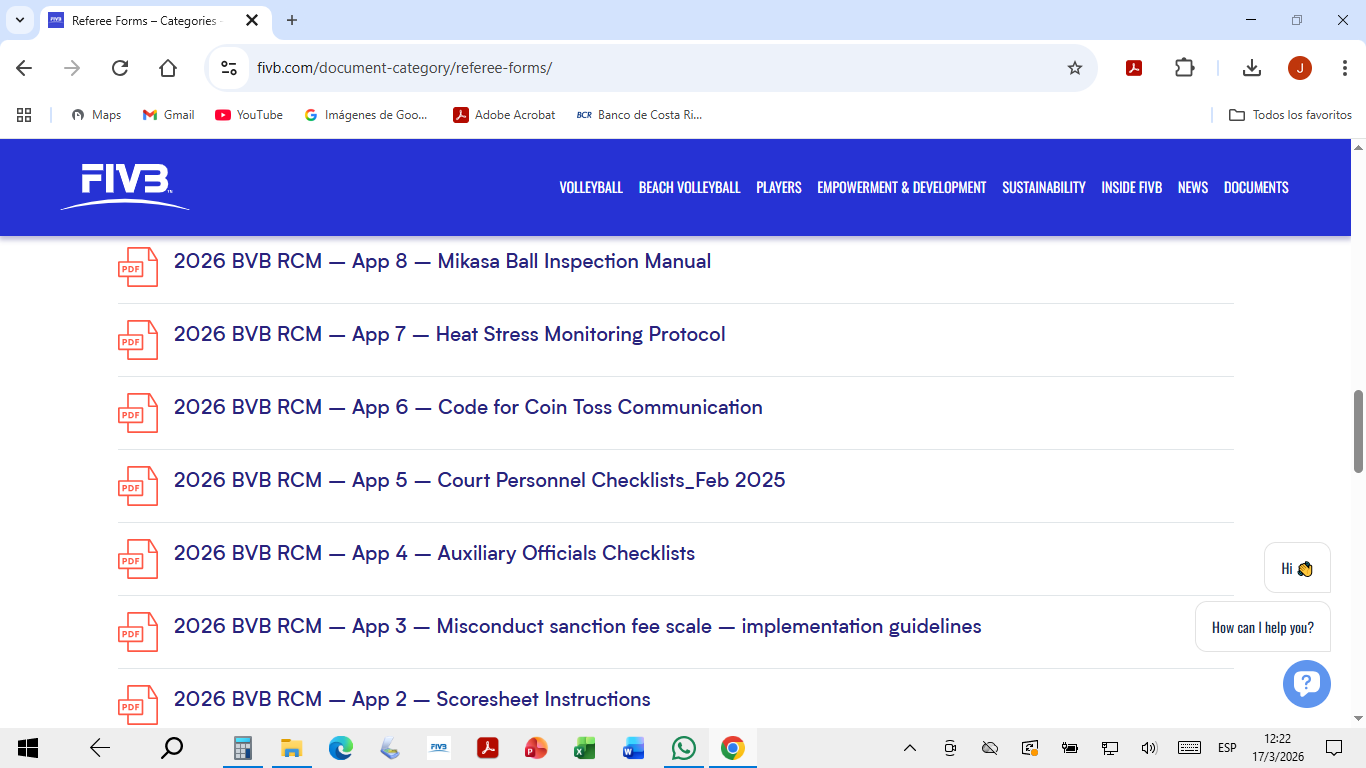 Referee Forms – Categories -
fivb.com/document-category/referee-forms/
J
Maps
Gmail
YouTube
Imágenes de Goo...
Adobe Acrobat
BCR Banco de Costa Ri...
Todos los favoritos
FIVB
VOLLEYBALL
BEACH VOLLEYBALL
PLAYERS
EMPOWERMENT & DEVELOPMENT
SUSTAINABILITY
INSIDE FIVB
NEWS
DOCUMENTS
PDF 2026 BVB RCM – App 8 – Mikasa Ball Inspection Manual
PDF 2026 BVB RCM – App 7 – Heat Stress Monitoring Protocol
PDF 2026 BVB RCM – App 6 – Code for Coin Toss Communication
PDF 2026 BVB RCM – App 5 – Court Personnel Checklists_Feb 2025
PDF 2026 BVB RCM – App 4 – Auxiliary Officials Checklists
PDF 2026 BVB RCM – App 3 – Misconduct sanction fee scale – implementation guidelines
PDF 2026 BVB RCM – App 2 – Scoresheet Instructions
Hi 👏
How can I help you?
FIVB
ESP
12:22
17/3/2026